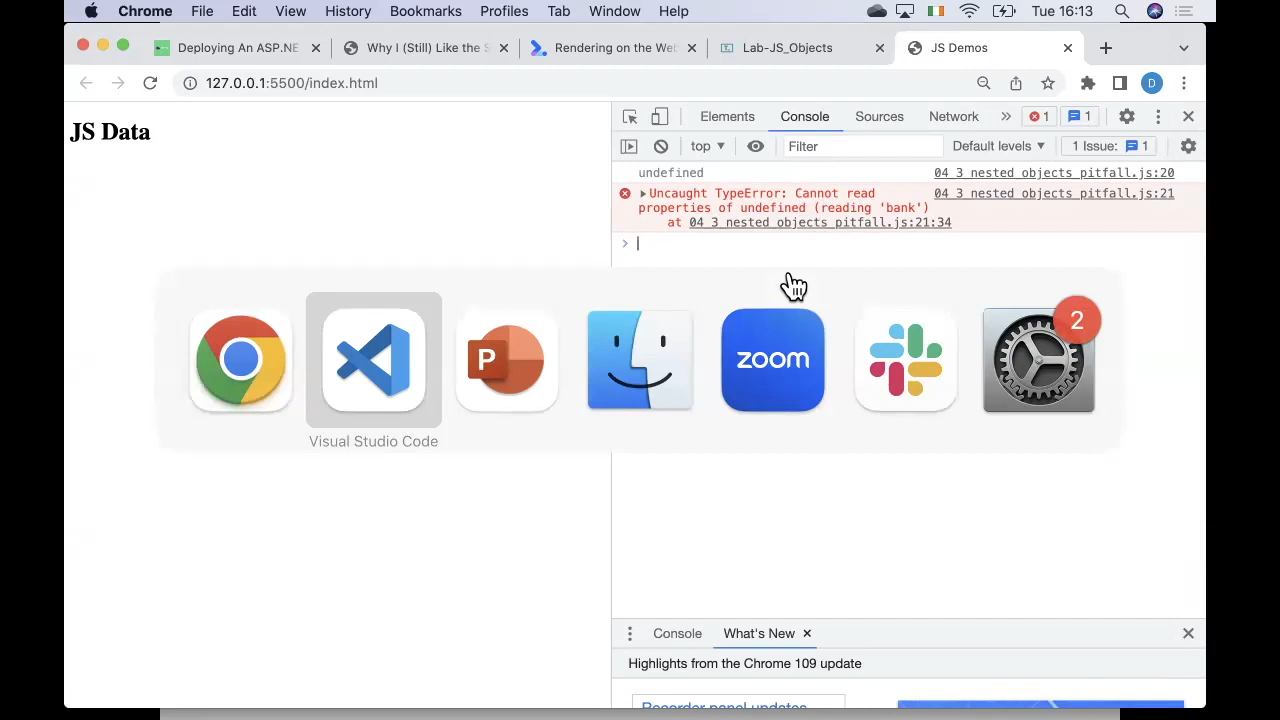 Chrome File Edit View History Bookmarks Profiles Tab Window Help Tue 16:13
Deploying An ASP.NE Why I (Still) Like the S Rendering on the Web Lab-JS_Objects JS Demos
127.0.0.1:5500/index.html D
JS Data
Elements Console Sources Network 1 1
top Filter Default levels 1 Issue: 1
undefined 04 3 nested objects pitfall.js:20
Uncaught TypeError: Cannot read 04 3 nested objects pitfall.js:21
properties of undefined (reading 'bank')
at 04 3 nested objects pitfall.js:21:34
P zoom 2
Visual Studio Code
Console What's New
Highlights from the Chrome 109 update
Recorder panel updates